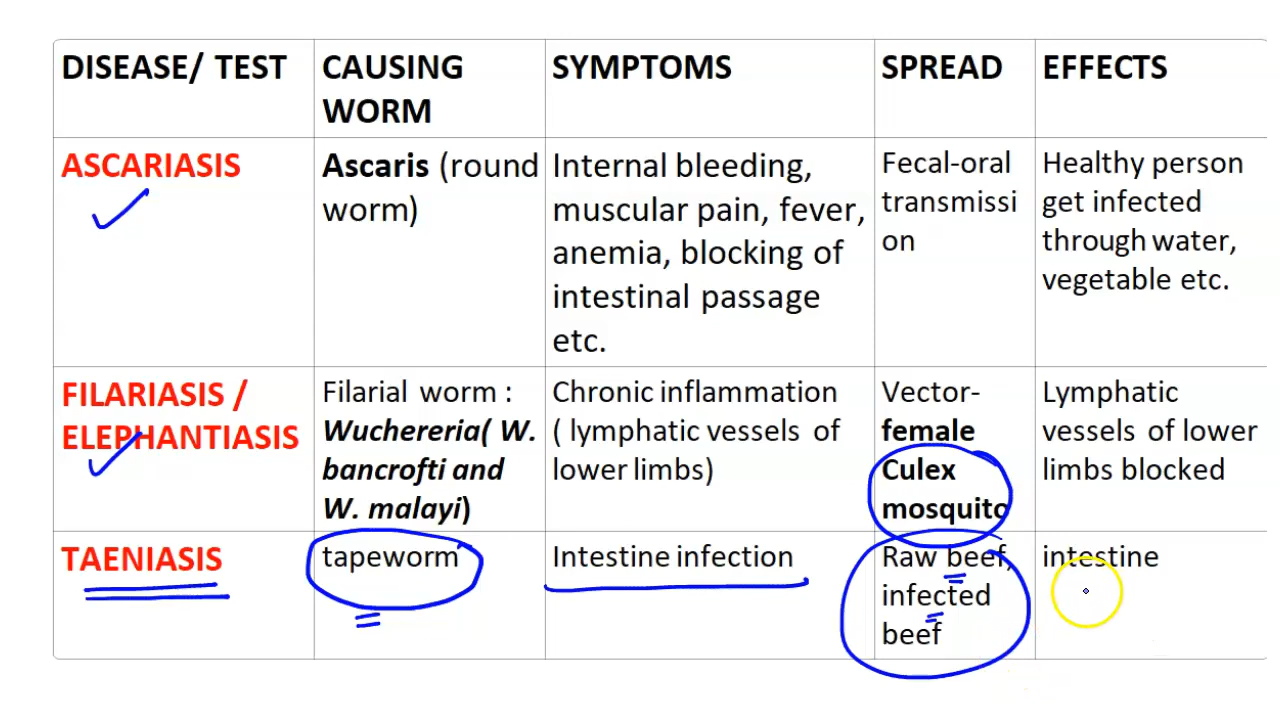 DISEASE/ TEST
CAUSING
WORM
SYMPTOMS
SPREAD
EFFECTS
ASCARIASIS
Ascaris (round
worm)
Internal bleeding,
muscular pain, fever,
anemia, blocking of
intestinal passage
etc.
Fecal-oral
transmissi
on
Healthy person
get infected
through water,
vegetable etc.
FILARIASIS /
ELEPHANTIASIS
Filarial worm :
Wuchereria( W.
bancrofti and
W. malayi)
Chronic inflammation
( lymphatic vessels of
lower limbs)
Vector-
female
Culex
mosquito
Lymphatic
vessels of lower
limbs blocked
TAENIASIS
tapeworm
Intestine infection
Raw beef,
infected
beef
intestine